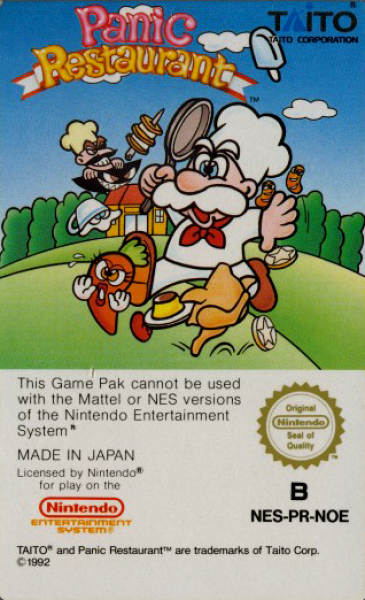 Panic
Restaurant™
TAITO®
TAITO CORPORATION
This Game Pak cannot be used
with the Mattel or NES versions
of the Nintendo Entertainment
System®
MADE IN JAPAN
Licensed by Nintendo®
for play on the
Nintendo®
ENTERTAINMENT
SYSTEM®
Original
Nintendo
Seal of
Quality
™
B
NES-PR-NOE
TAITO® and Panic Restaurant™ are trademarks of Taito Corp.
©1992